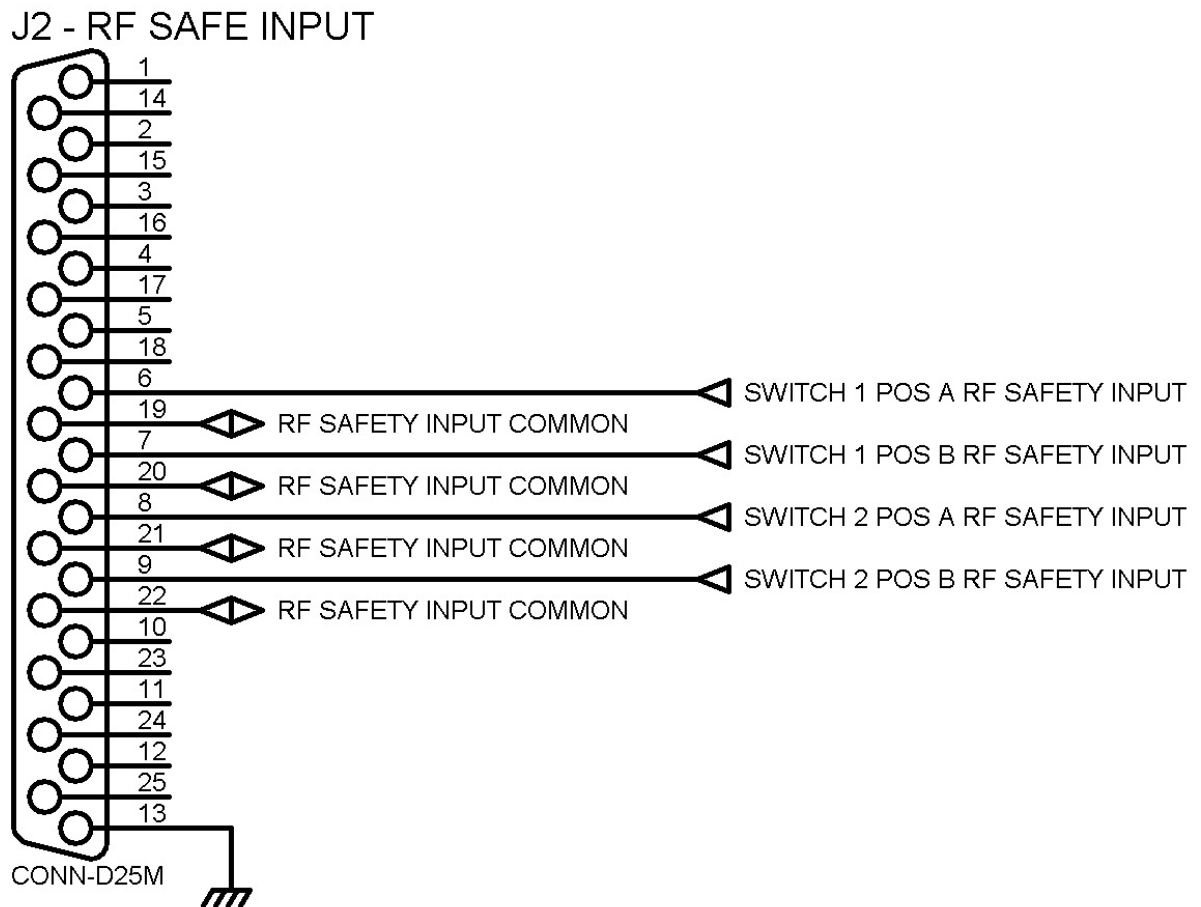 J2 - RF SAFE INPUT
1
14
2
15
3
16
4
17
5
18
6
SWITCH 1 POS A RF SAFETY INPUT
19
RF SAFETY INPUT COMMON
7
SWITCH 1 POS B RF SAFETY INPUT
20
RF SAFETY INPUT COMMON
8
SWITCH 2 POS A RF SAFETY INPUT
21
RF SAFETY INPUT COMMON
9
SWITCH 2 POS B RF SAFETY INPUT
22
RF SAFETY INPUT COMMON
10
23
11
24
12
25
13
CONN-D25M